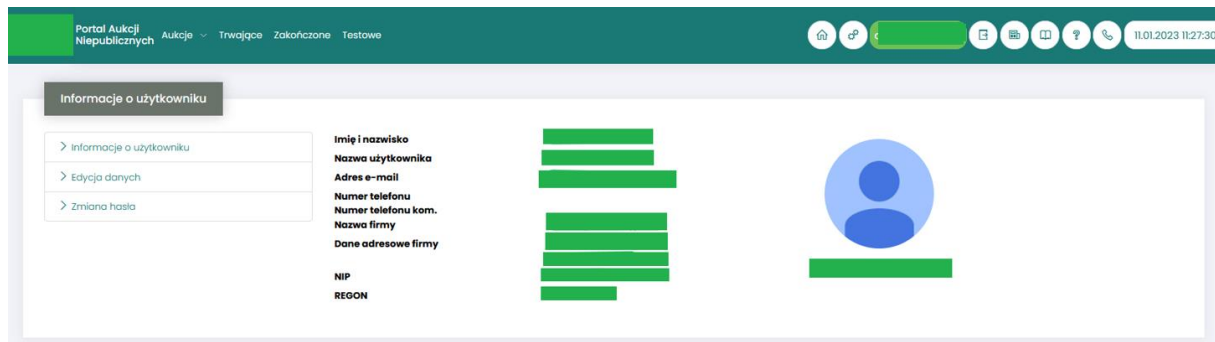 Portal Aukcji
Niepublicznych
Aukcje Trwające Zakończone Testowe
11.01.2023 11:27:30
Informacje o użytkowniku
Informacje o użytkowniku
Edycja danych
Zmiana hasła
Imię i nazwisko
Nazwa użytkownika
Adres e-mail
Numer telefonu
Numer telefonu kom.
Nazwa firmy
Dane adresowe firmy
NIP
REGON